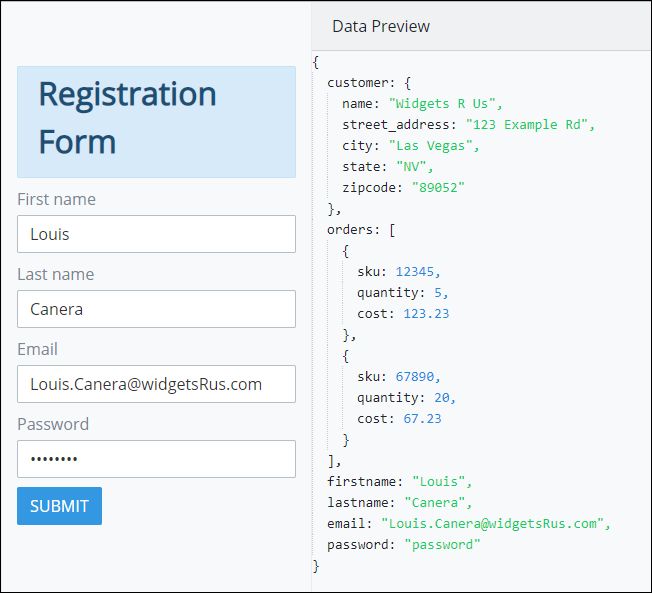 Registration
Form
First name
Louis
Last name
Canera
Email
Louis.Canera@widgetsRus.com
Password
••••••••
SUBMIT
Data Preview
{
customer: {
name: "Widgets R Us",
street_address: "123 Example Rd",
city: "Las Vegas",
state: "NV",
zipcode: "89052"
},
orders: [
{
sku: 12345,
quantity: 5,
cost: 123.23
},
{
sku: 67890,
quantity: 20,
cost: 67.23
}
],
firstname: "Louis",
lastname: "Canera",
email: "Louis.Canera@widgetsRus.com",
password: "password"
}